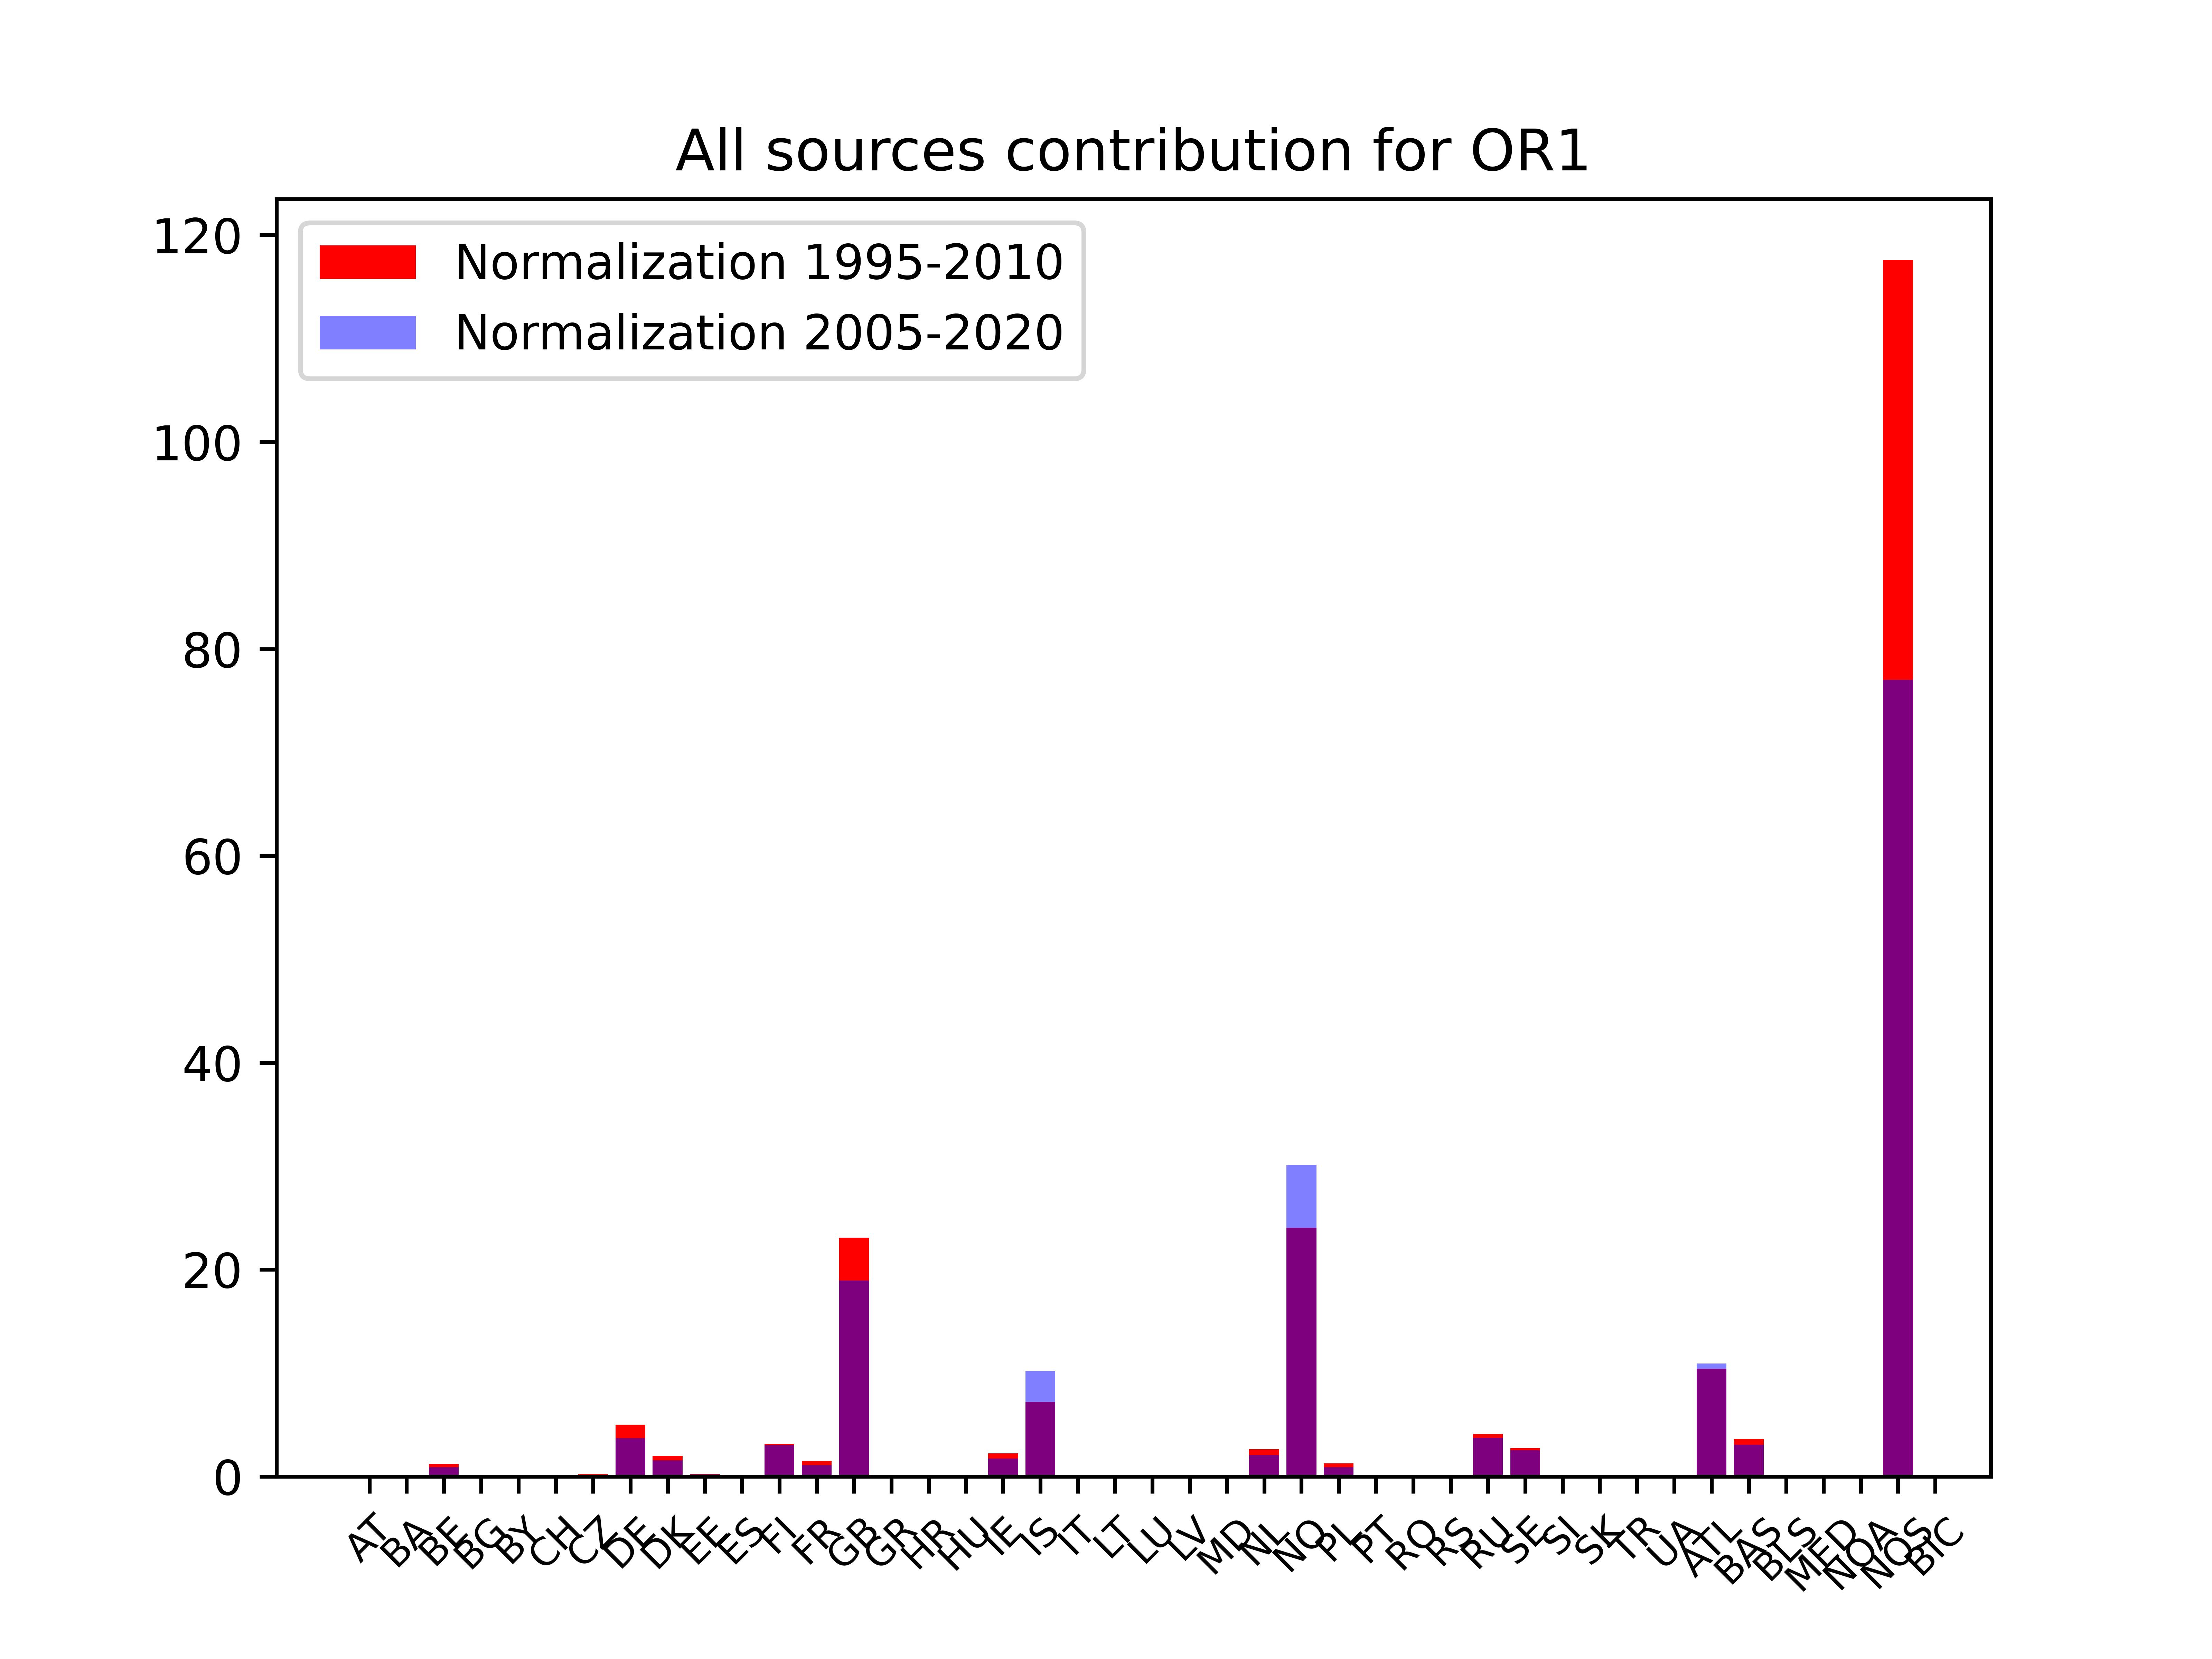 All sources contribution for OR1
120
100
80
60
40
20
0
Normalization 1995-2010
Normalization 2005-2020
AT
BA
BE
BG
BY
CH
CZ
DE
DK
EE
ES
FI
FR
GB
GR
HR
HU
IE
IS
IT
LT
LU
LV
MD
NL
NO
PL
PT
RO
RS
RU
SE
SI
SK
TR
UA
ATL
BAS
BLS
MED
NOA
NOS
BIC